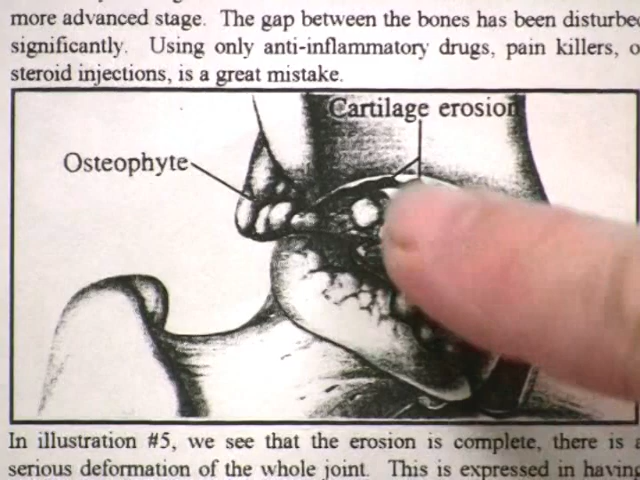 more advanced stage. The gap between the bones has been disturbed
significantly. Using only anti-inflammatory drugs, pain killers,
steroid injections, is a great mistake.
Cartilage erosion
Osteophyte
In illustration #5, we see that the erosion is complete, there is a
serious deformation of the whole joint. This is expressed in having